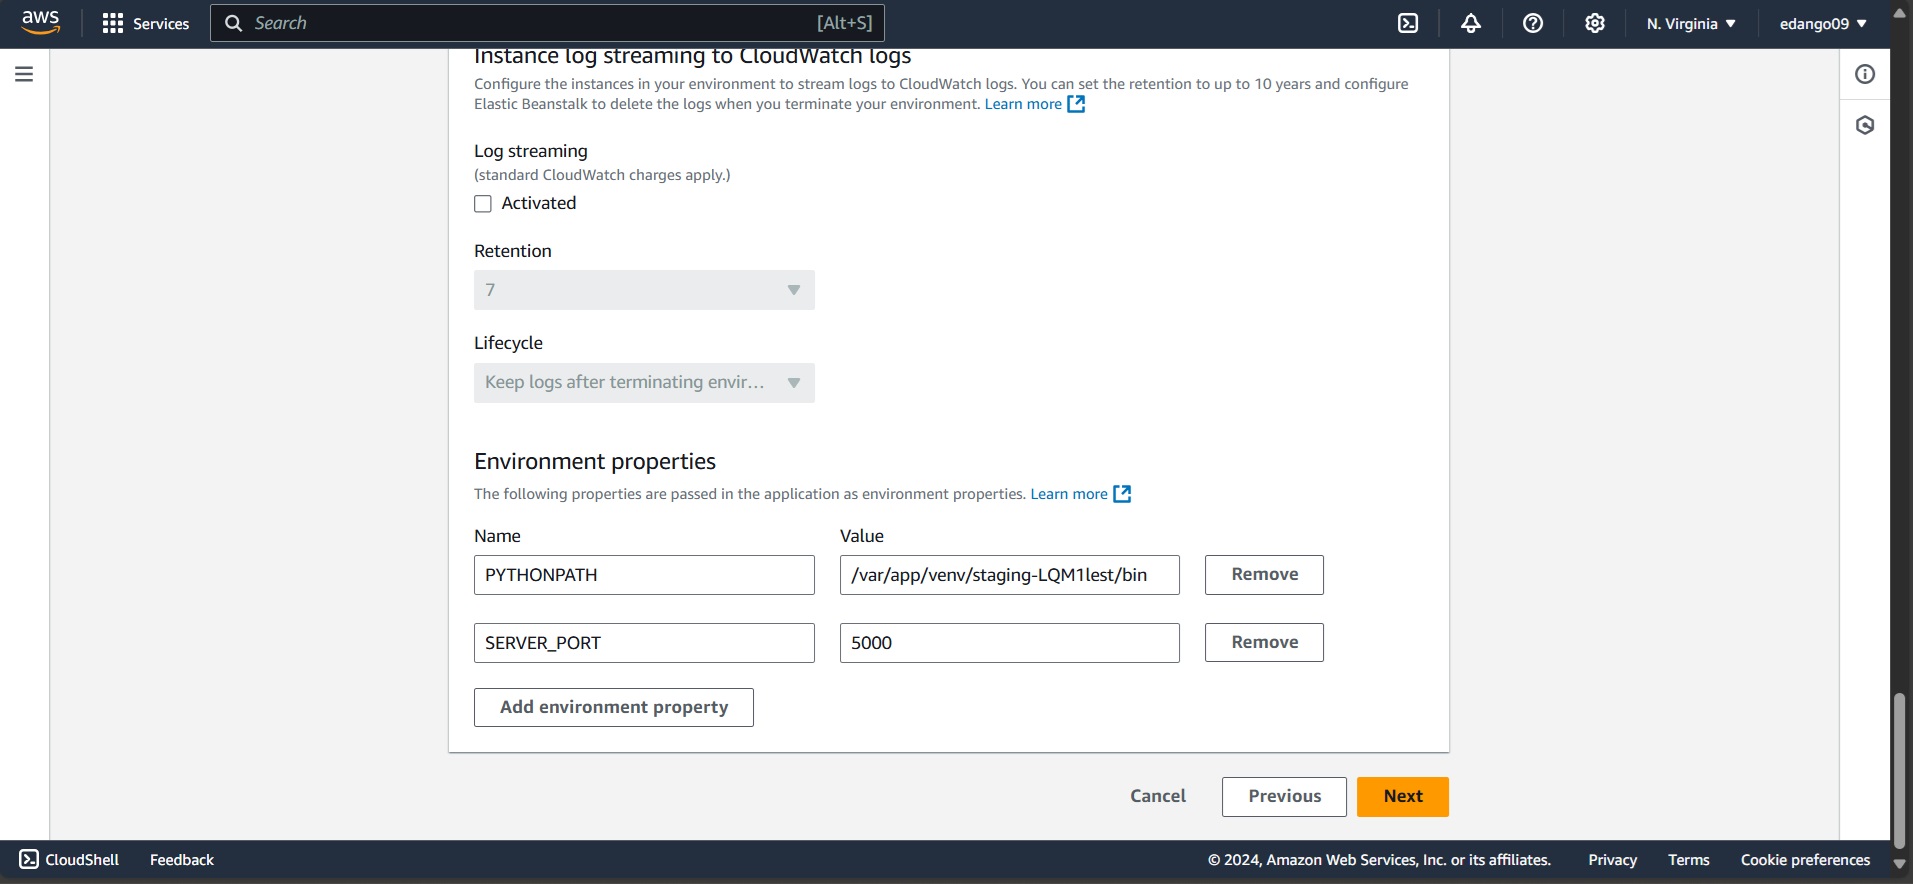 aws
Services
Search
[Alt+S]
N. Virginia
edango09
Instance log streaming to CloudWatch logs
Configure the instances in your environment to stream logs to CloudWatch logs. You can set the retention to up to 10 years and configure
Elastic Beanstalk to delete the logs when you terminate your environment. Learn more
Log streaming
(standard CloudWatch charges apply.)
Activated
Retention
7
Lifecycle
Keep logs after terminating envir...
Environment properties
The following properties are passed in the application as environment properties. Learn more
Name
Value
PYTHONPATH
/var/app/venv/staging-LQM1lest/bin
Remove
SERVER_PORT
5000
Remove
Add environment property
Cancel
Previous
Next
CloudShell
Feedback
© 2024, Amazon Web Services, Inc. or its affiliates.
Privacy
Terms
Cookie preferences